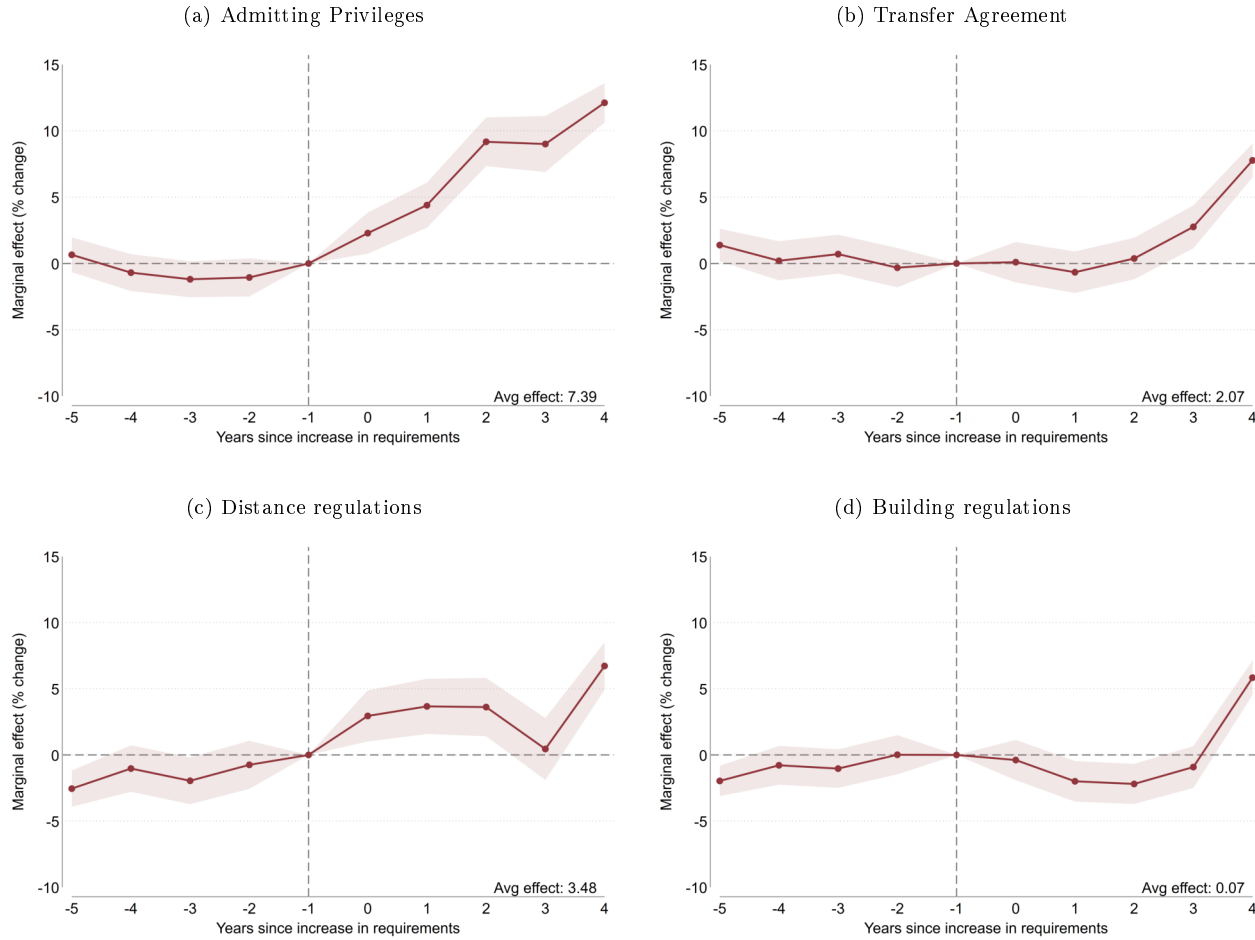 (a) Admitting Privileges
Marginal effect (% change)
15
10
5
0
-5
-10
Avg effect: 7.39
-5 -4 -3 -2 -1 0 1 2 3 4
Years since increase in requirements
(b) Transfer Agreement
Marginal effect (% change)
15
10
5
0
-5
-10
Avg effect: 2.07
-5 -4 -3 -2 -1 0 1 2 3 4
Years since increase in requirements
(c) Distance regulations
Marginal effect (% change)
15
10
5
0
-5
-10
Avg effect: 3.48
-5 -4 -3 -2 -1 0 1 2 3 4
Years since increase in requirements
(d) Building regulations
Marginal effect (% change)
15
10
5
0
-5
-10
Avg effect: 0.07
-5 -4 -3 -2 -1 0 1 2 3 4
Years since increase in requirements